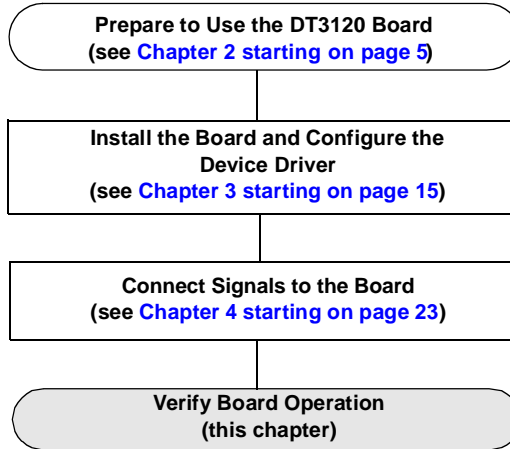 Prepare to Use the DT3120 Board
(see Chapter 2 starting on page 5)
Install the Board and Configure the
Device Driver
(see Chapter 3 starting on page 15)
Connect Signals to the Board
(see Chapter 4 starting on page 23)
Verify Board Operation
(this chapter)